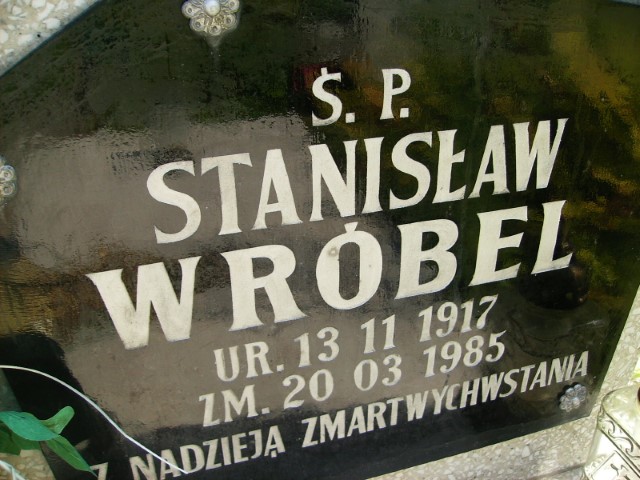 Ś. P.
STANISŁAW
WRÓBEL
UR. 13 11 1917
ZM. 20 03 1985
Z NADZIEJĄ ZMARTWYCHWSTANIA